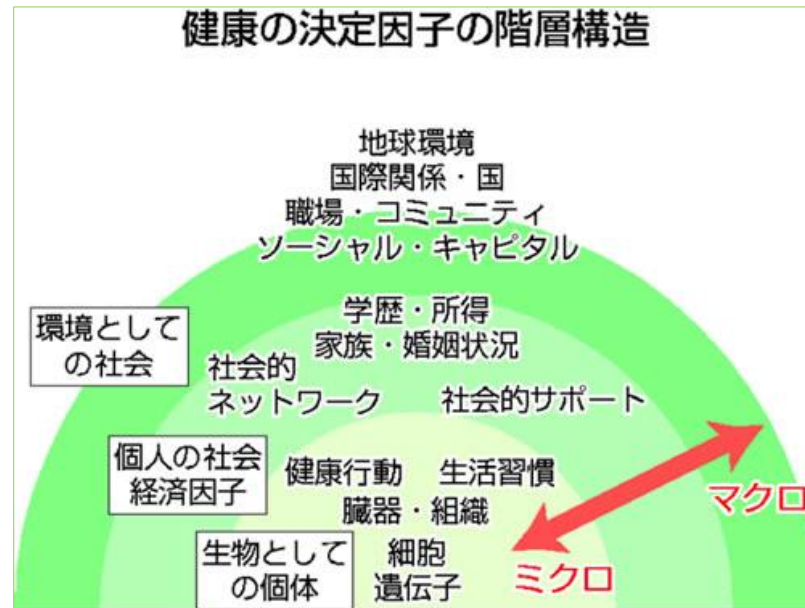 健康の決定因子の階層構造
地球環境
国際関係・国
職場・コミュニティ
ソーシャル・キャピタル
環境として
の社会
学歴・所得
家族・婚姻状況
社会的
ネットワーク
社会的サポート
個人の社会
経済因子
健康行動　生活習慣
臓器・組織
マクロ
生物として
の個体
細胞
遺伝子
ミクロ